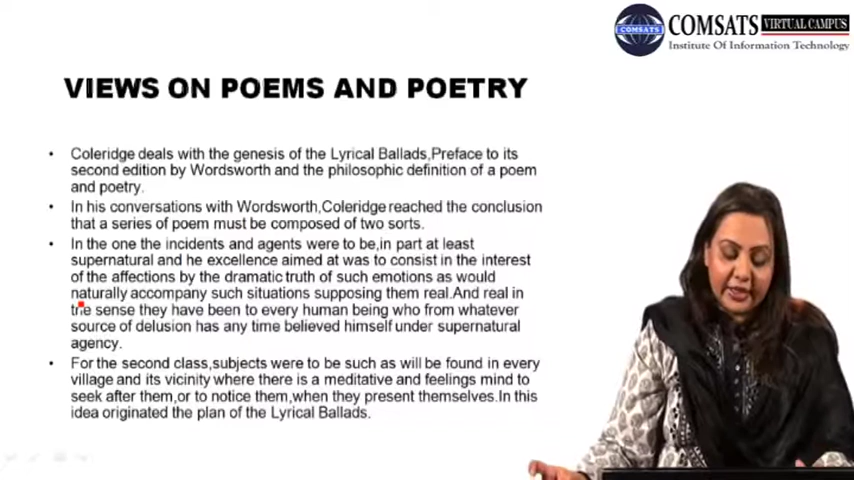 COMSATS
COMSATS VIRTUAL CAMPUS
Institute Of Information Technology
VIEWS ON POEMS AND POETRY
• Coleridge deals with the genesis of the Lyrical Ballads,Preface to its
second edition by Wordsworth and the philosophic definition of a poem
and poetry.
• In his conversations with Wordsworth,Coleridge reached the conclusion
that a series of poem must be composed of two sorts.
• In the one the incidents and agents were to be,in part at least
supernatural and he excellence aimed at was to consist in the interest
of the affections by the dramatic truth of such emotions as would
naturally accompany such situations supposing them real.And real in
the sense they have been to every human being who from whatever
source of delusion has any time believed himself under supernatural
agency.
• For the second class,subjects were to be such as will be found in every
village and its vicinity where there is a meditative and feelings mind to
seek after them,or to notice them,when they present themselves.In this
idea originated the plan of the Lyrical Ballads.